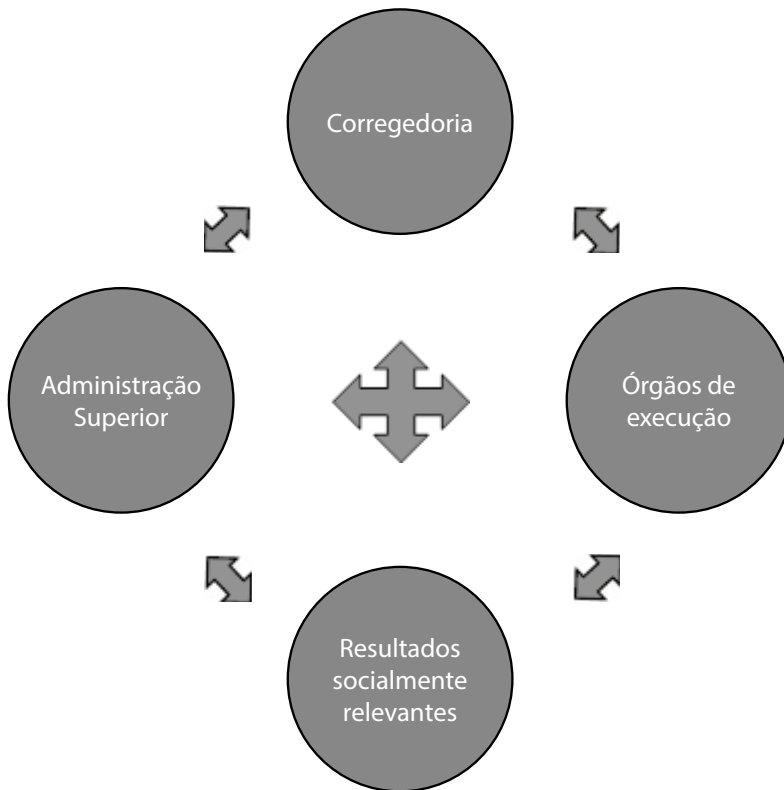 Corregedoria
Administração
Superior
Órgãos de
execução
Resultados
socialmente
relevantes